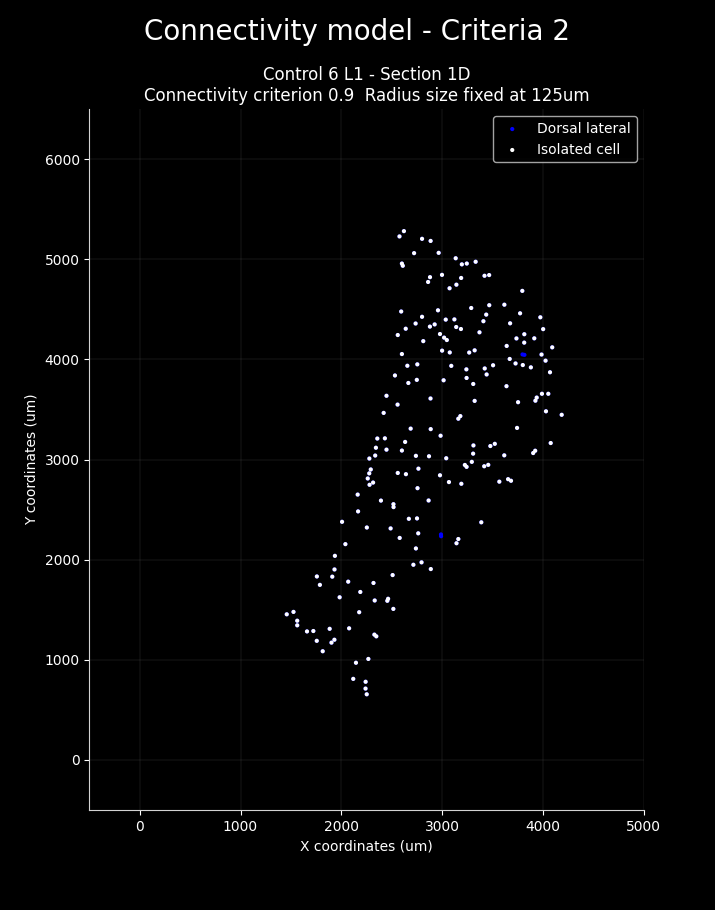 Connectivity model - Criteria 2
Control 6 L1 - Section 1D
Connectivity criterion 0.9  Radius size fixed at 125um
Dorsal lateral
Isolated cell
6000
5000
4000
3000
2000
1000
0
Y coordinates (um)
0 1000 2000 3000 4000 5000
X coordinates (um)